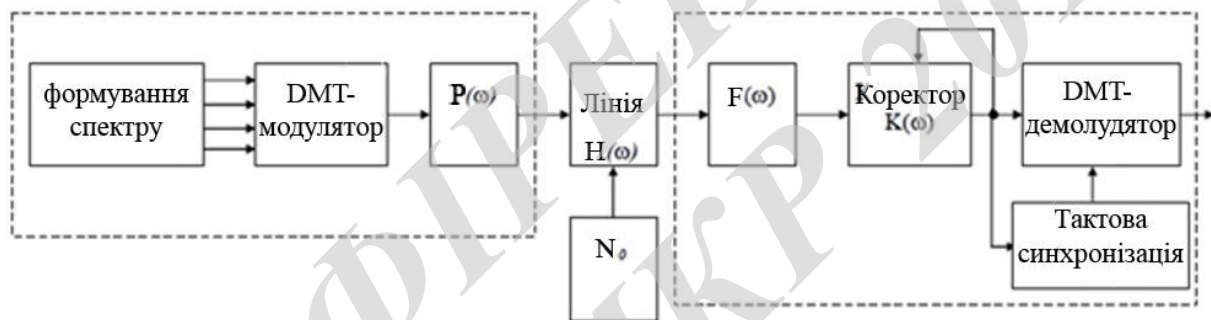 формування
спектру
DMT-
модулятор
P(ω)
Лінія
H(ω)
N₀
F(ω)
Коректор
K(ω)
DMT-
демолудятор
Тактова
синхронізація